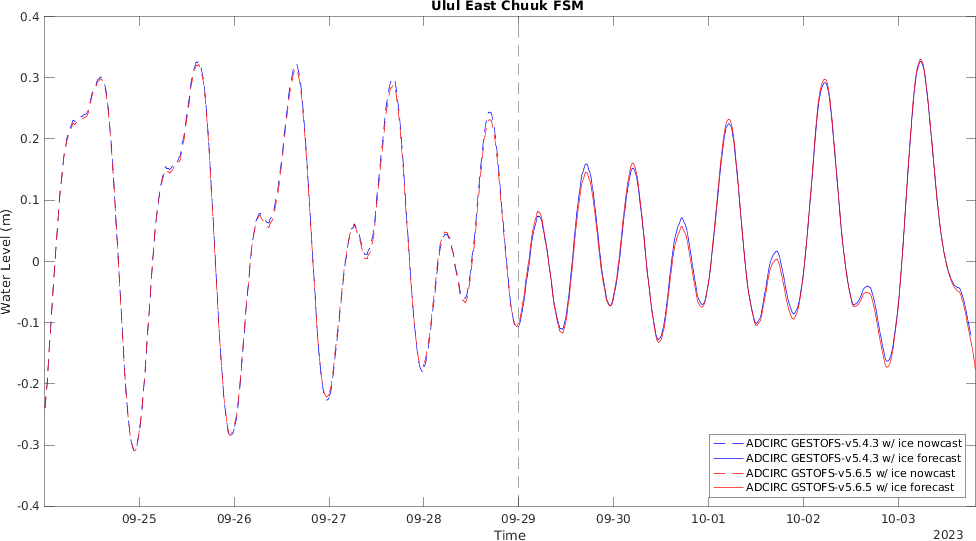 Ulul East Chuuk FSM
0.4
0.3
0.2
0.1
0
-0.1
-0.2
-0.3
-0.4
Water Level (m)
09-25 09-26 09-27 09-28 09-29 09-30 10-01 10-02 10-03
Time
2023
ADCIRC GESTOFS-v5.4.3 w/ ice nowcast
ADCIRC GESTOFS-v5.4.3 w/ ice forecast
ADCIRC GSTOFS-v5.6.5 w/ ice nowcast
ADCIRC GSTOFS-v5.6.5 w/ ice forecast